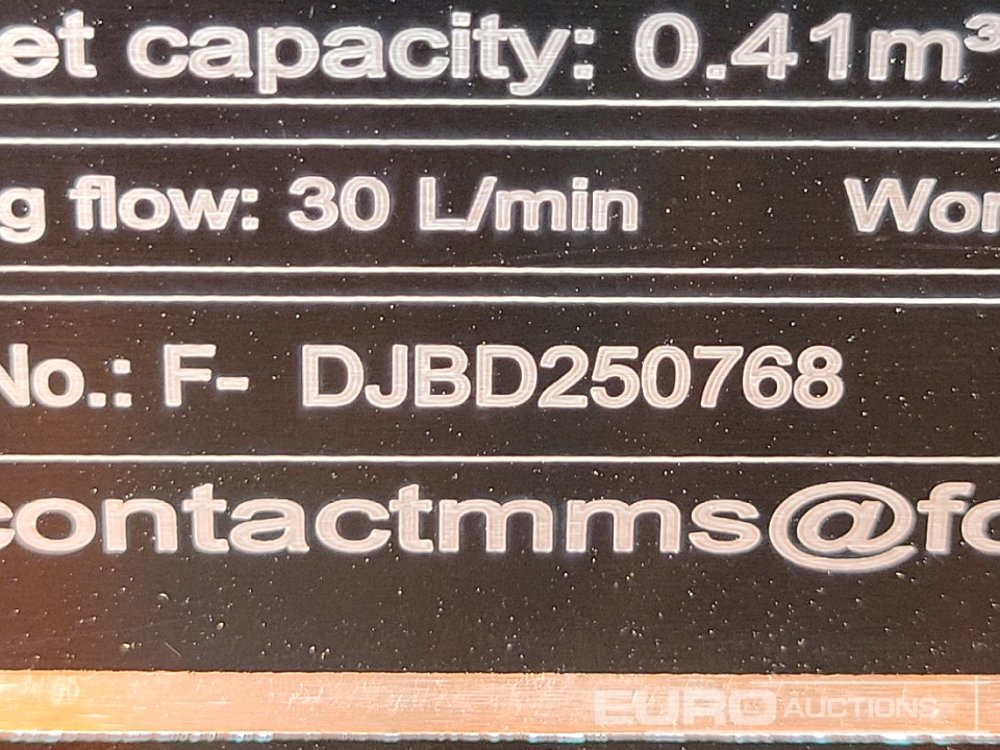 et capacity: 0.41m³
g flow: 30 L/min Wor
No.: F- DJBD250768
contactmms@fo
EURO AUCTIONS